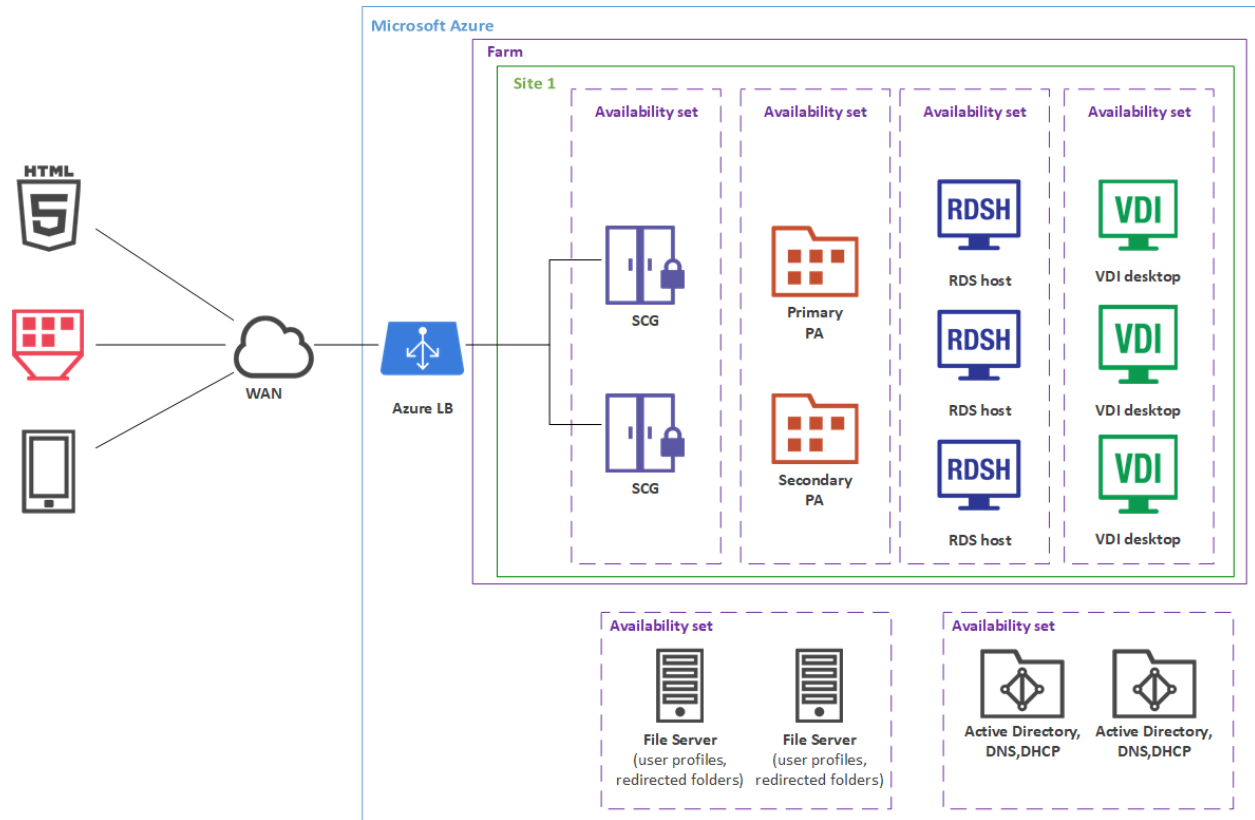 Microsoft Azure
Farm
Site 1
Availability set
Availability set
Availability set
Availability set
HTML
5
WAN
Azure LB
SCG
SCG
Primary
PA
Secondary
PA
RDSH
RDS host
RDSH
RDS host
RDSH
RDS host
VDI
VDI desktop
VDI
VDI desktop
VDI
VDI desktop
Availability set
File Server
(user profiles,
redirected folders)
File Server
(user profiles,
redirected folders)
Availability set
Active Directory,
DNS,DHCP
Active Directory,
DNS,DHCP